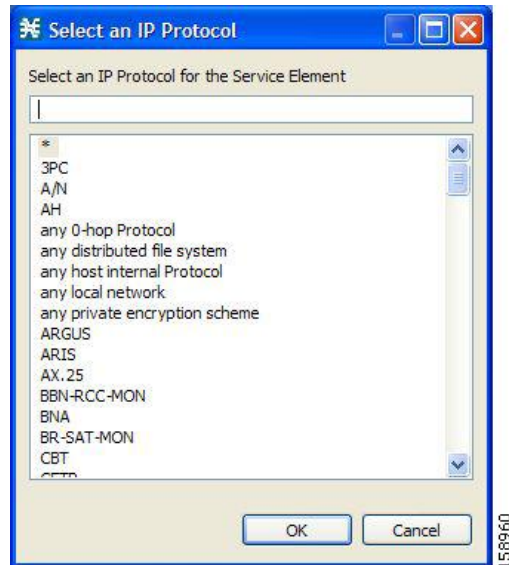 Select an IP Protocol
Select an IP Protocol for the Service Element
*
3PC
A/N
AH
any 0-hop Protocol
any distributed file system
any host internal Protocol
any local network
any private encryption scheme
ARGUS
ARIS
AX.25
BBN-RCC-MON
BNA
BR-SAT-MON
CBT
OK Cancel
158960